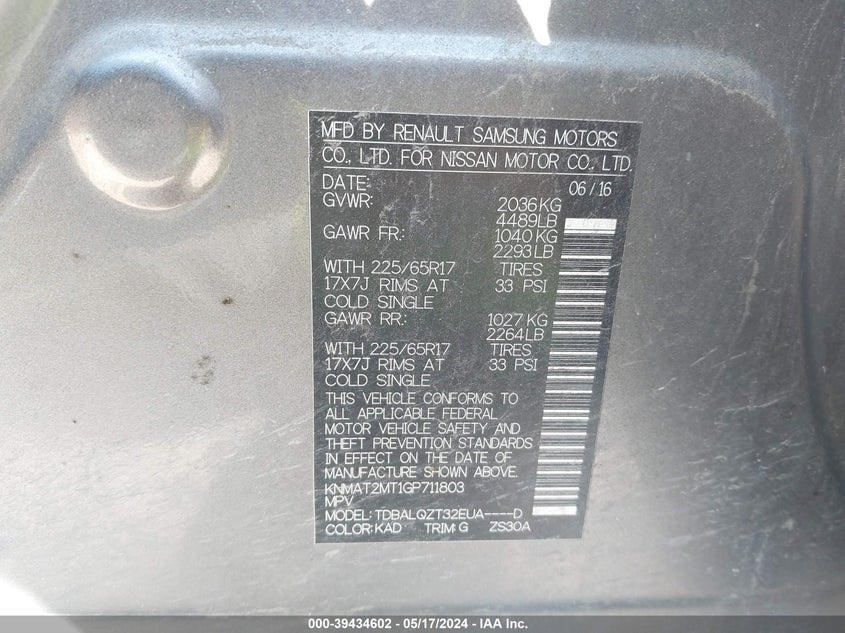 MFD BY RENAULT SAMSUNG MOTORS
CO., LTD. FOR NISSAN MOTOR CO., LTD.
DATE: 06/16
GVWR: 2036KG
4489LB
GAWR FR.: 1040KG
2293LB
WITH 225/65R17 TIRES
17X7J RIMS AT 33 PSI
COLD SINGLE
GAWR RR.: 1027KG
2264LB
WITH 225/65R17 TIRES
17X7J RIMS AT 33 PSI
COLD SINGLE
THIS VEHICLE CONFORMS TO
ALL APPLICABLE FEDERAL
MOTOR VEHICLE SAFETY AND
THEFT PREVENTION STANDARDS
IN EFFECT ON THE DATE OF
MANUFACTURE SHOWN ABOVE.
KNMAT2MT1GP711803
MPV
MODEL: TDBALQZT32EUA----D
COLOR: KAD TRIM: G ZS30A
000-39434602 - 05/17/2024 - IAA Inc.